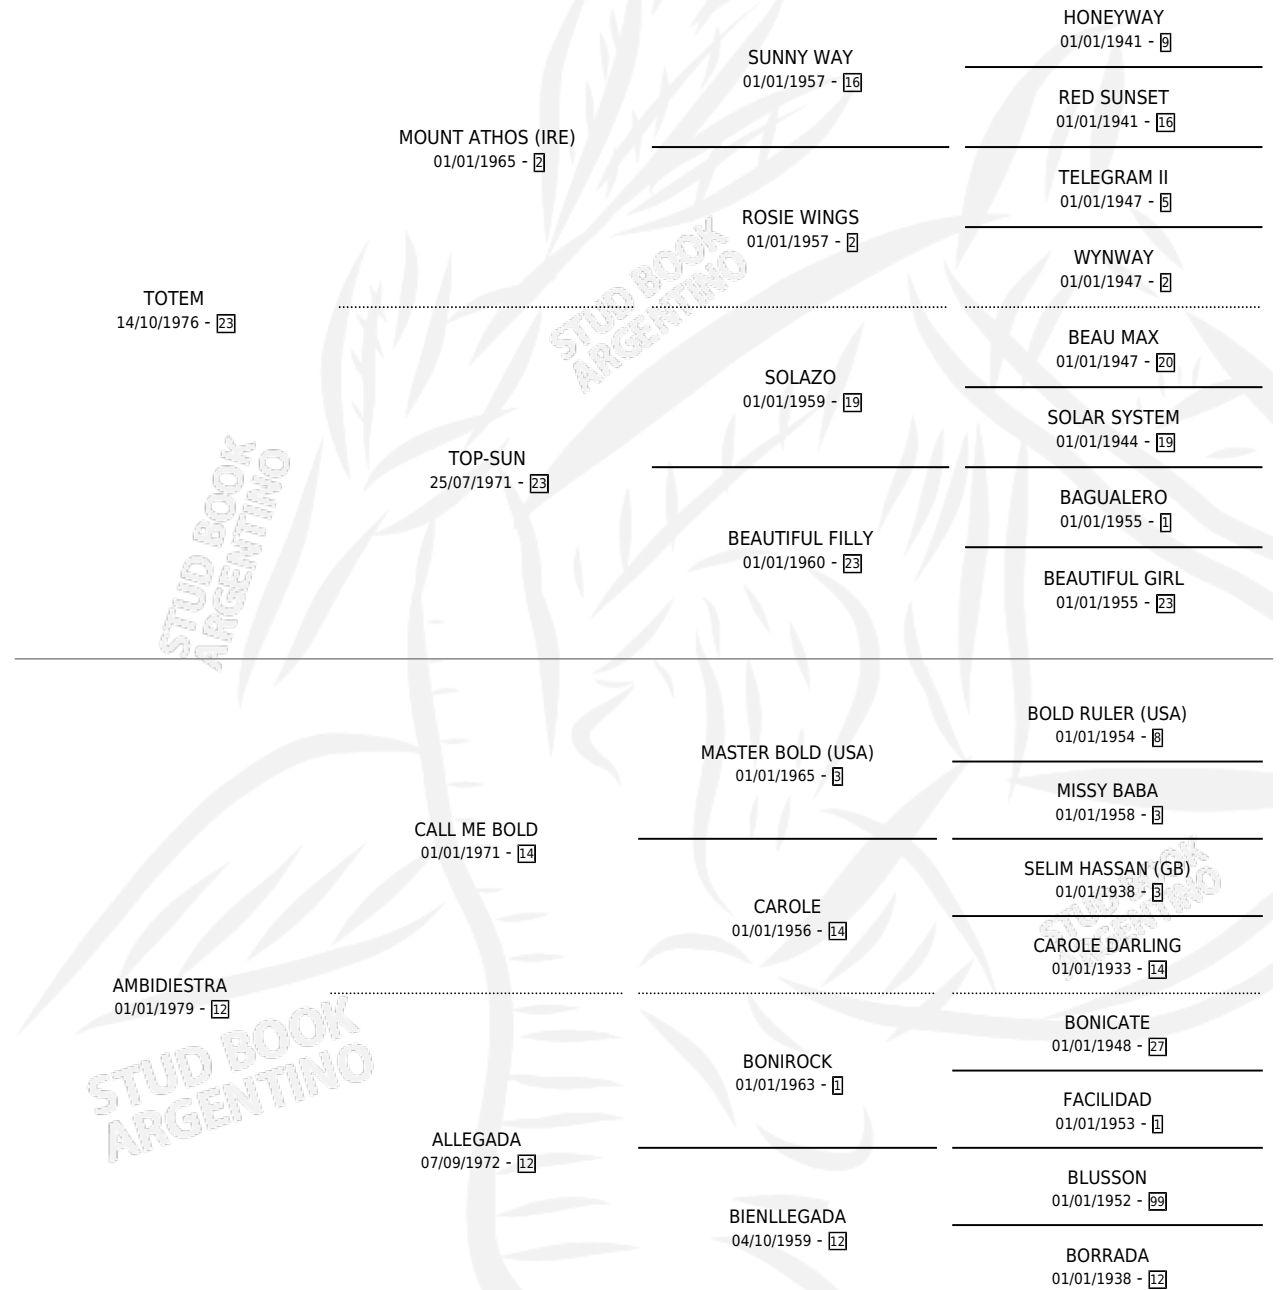 HONEYWAY
01/01/1941 - 9
SUNNY WAY
01/01/1957 - 16
RED SUNSET
01/01/1941 - 16
MOUNT ATHOS (IRE)
01/01/1965 - 2
TELEGRAM II
01/01/1947 - 5
ROSIE WINGS
01/01/1957 - 2
WYNWAY
01/01/1947 - 2
TOTEM
14/10/1976 - 23
BEAU MAX
01/01/1947 - 20
SOLAZO
01/01/1959 - 19
SOLAR SYSTEM
01/01/1944 - 19
TOP-SUN
25/07/1971 - 23
BAGUALERO
01/01/1955 - 1
BEAUTIFUL FILLY
01/01/1960 - 23
BEAUTIFUL GIRL
01/01/1955 - 23
STUD BOOK
ARGENTINO
STUD BOOK
ARGENTINO
BOLD RULER (USA)
01/01/1954 - 8
MASTER BOLD (USA)
01/01/1965 - 3
MISSY BABA
01/01/1958 - 3
CALL ME BOLD
01/01/1971 - 14
SELIM HASSAN (GB)
01/01/1938 - 3
CAROLE
01/01/1956 - 14
CAROLE DARLING
01/01/1933 - 14
STUD BOOK
ARGENTINO
AMBIDIESTRA
01/01/1979 - 12
BONICATE
01/01/1948 - 27
BONIROCK
01/01/1963 - 1
FACILIDAD
01/01/1953 - 1
ALLEGADA
07/09/1972 - 12
BLUSSON
01/01/1952 - 99
BIENLLEGADA
04/10/1959 - 12
BORRADA
01/01/1938 - 12
STUD BOOK
ARGENTINO